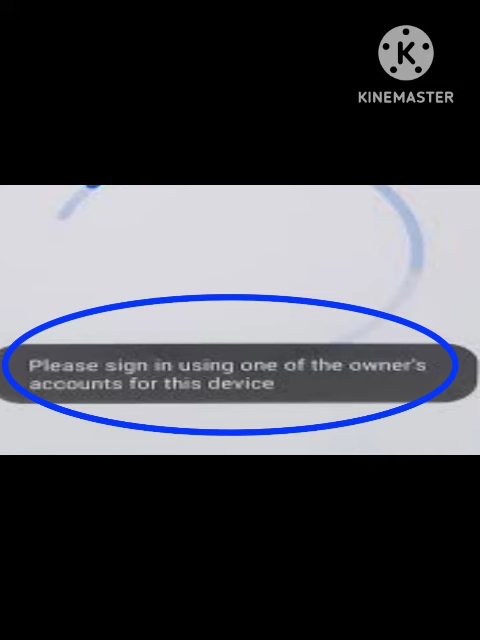 KINEMASTER
Please sign in using one of the owner's
accounts for this device